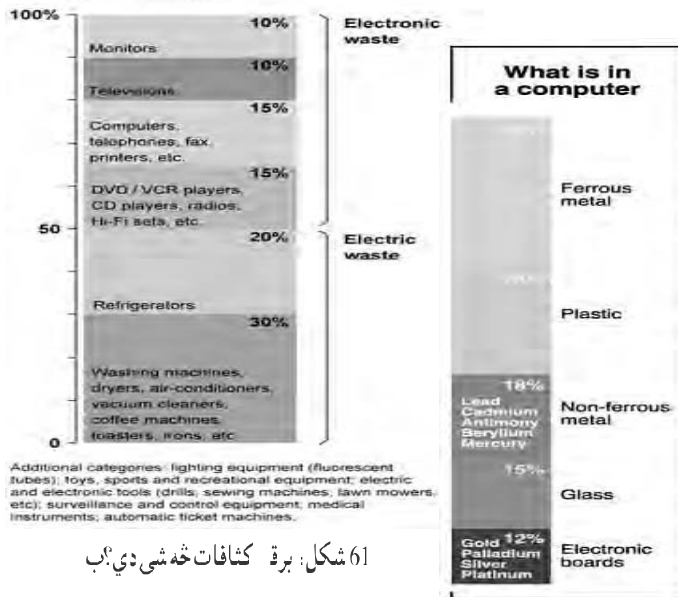 100%
10%
Monitors
10%
Televisions
15%
Computers,
telephones, fax,
printers, etc.
15%
DVD / VCR players,
CD players, radios,
Hi-Fi sets, etc.
50
20%
Refrigerators
30%
Washing machines,
dryers, air-conditioners,
vacuum cleaners,
coffee machines,
toasters, irons, etc
0
Electronic
waste
Electric
waste
Additional categories: lighting equipment (fluorescent
tubes); toys, sports and recreational equipment; electric
and electronic tools (drills, sewing machines, lawn mowers,
etc); surveillance and control equipment; medical
instruments; automatic ticket machines.
61 شکل: برق کثافات څه شی دي؟ب
What is in
a computer
Ferrous
metal
Plastic
18%
Lead
Cadmium
Antimony
Beryllium
Mercury
Non-ferrous
metal
15%
Glass
12%
Gold
Palladium
Silver
Platinum
Electronic
boards